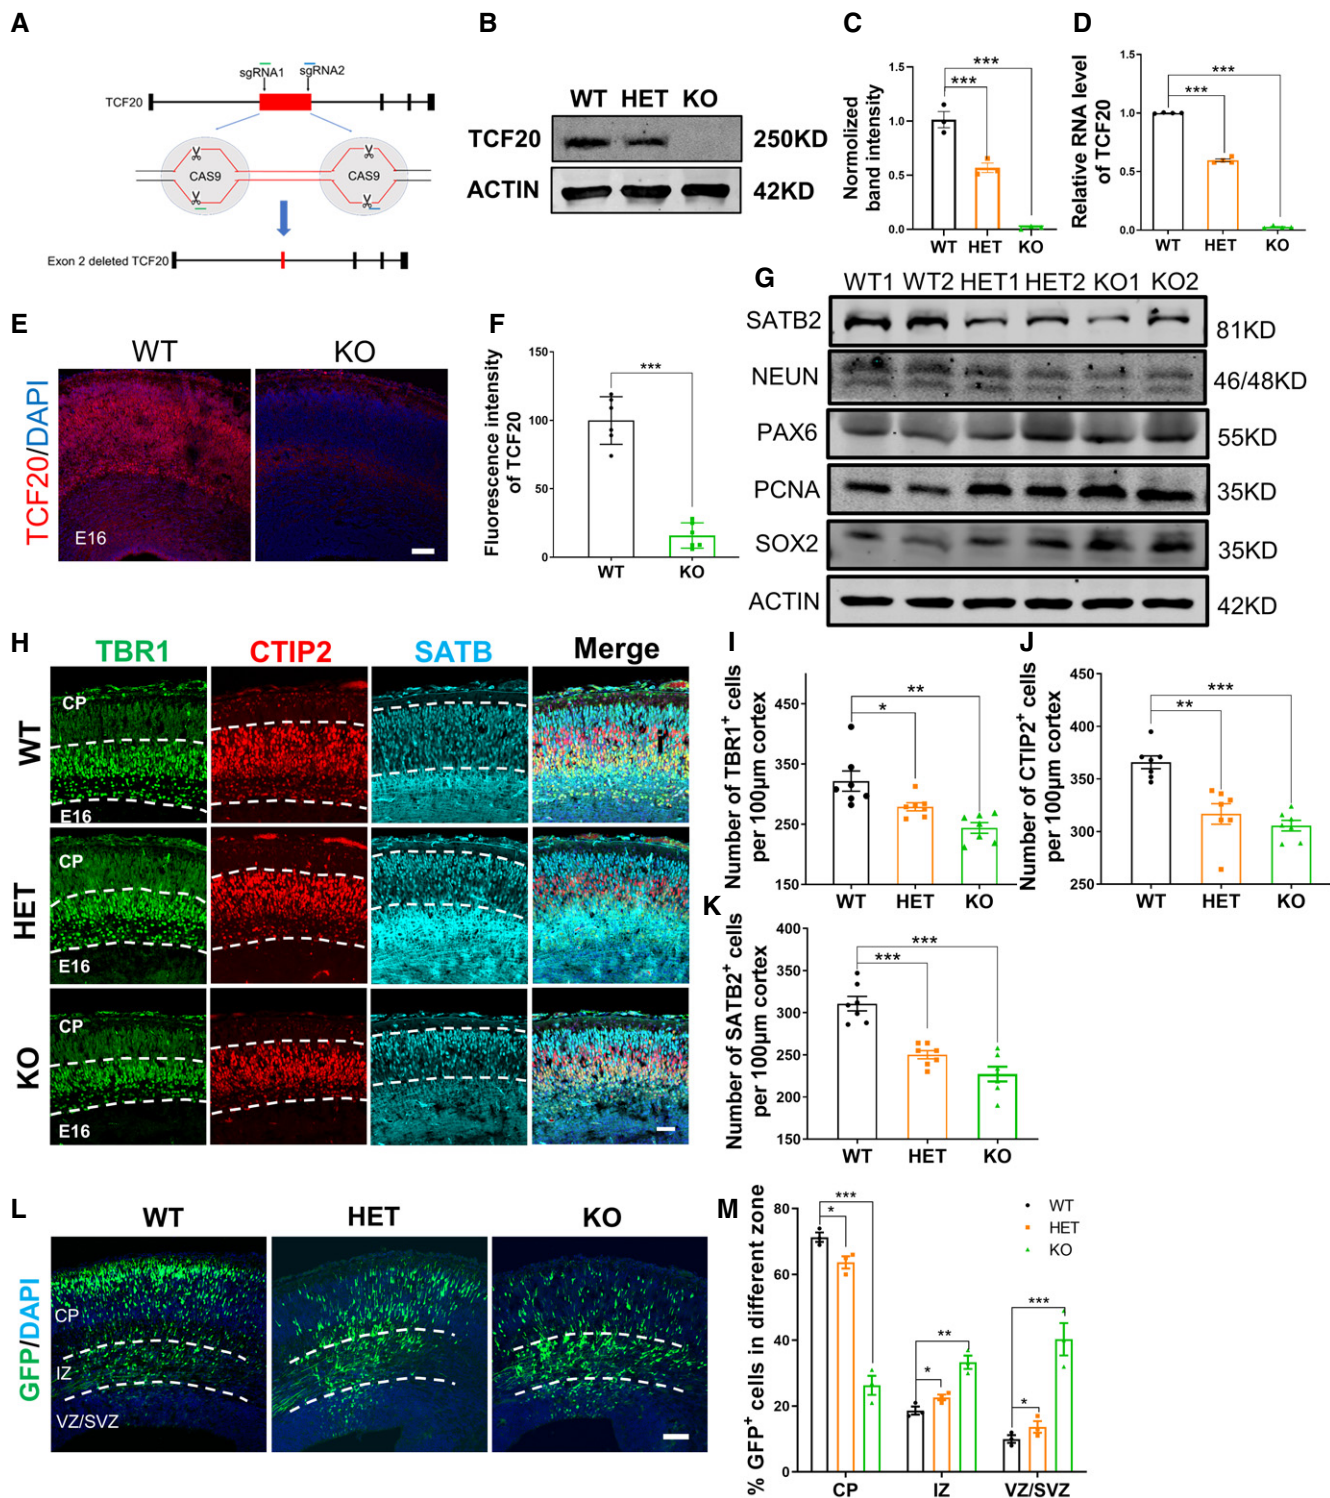 A
sgRNA1
sgRNA2
TCF20
CAS9
CAS9
Exon 2 deleted TCF20
B
WT HET KO
TCF20
250KD
ACTIN
42KD
C
Normolized
band intensity
1.5
1.0
0.5
0.0
***
***
WT HET KO
D
Relative RNA level
of TCF20
1.5
1.0
0.5
0.0
***
***
WT HET KO
E
WT KO
TCF20/DAPI
E16
F
Fluorescence intensity
of TCF20
150
100
50
0
***
WT KO
G
WT1 WT2 HET1 HET2 KO1 KO2
SATB2
81KD
NEUN
46/48KD
PAX6
55KD
PCNA
35KD
SOX2
35KD
ACTIN
42KD
H
TBR1 CTIP2 SATB Merge
WT
CP
E16
HET
CP
E16
KO
CP
E16
I
Number of TBR1+ cells
per 100μm cortex
450
350
250
150
**
*
WT HET KO
J
Number of CTIP2+ cells
per 100μm cortex
450
400
350
300
250
***
**
WT HET KO
K
Number of SATB2+ cells
per 100μm cortex
400
350
300
250
200
150
***
***
WT HET KO
L
WT HET KO
GFP/DAPI
CP
IZ
VZ/SVZ
M
% GFP+ cells in different zone
80
60
40
20
0
***
*
**
*
***
*
WT
HET
KO
CP IZ VZ/SVZ